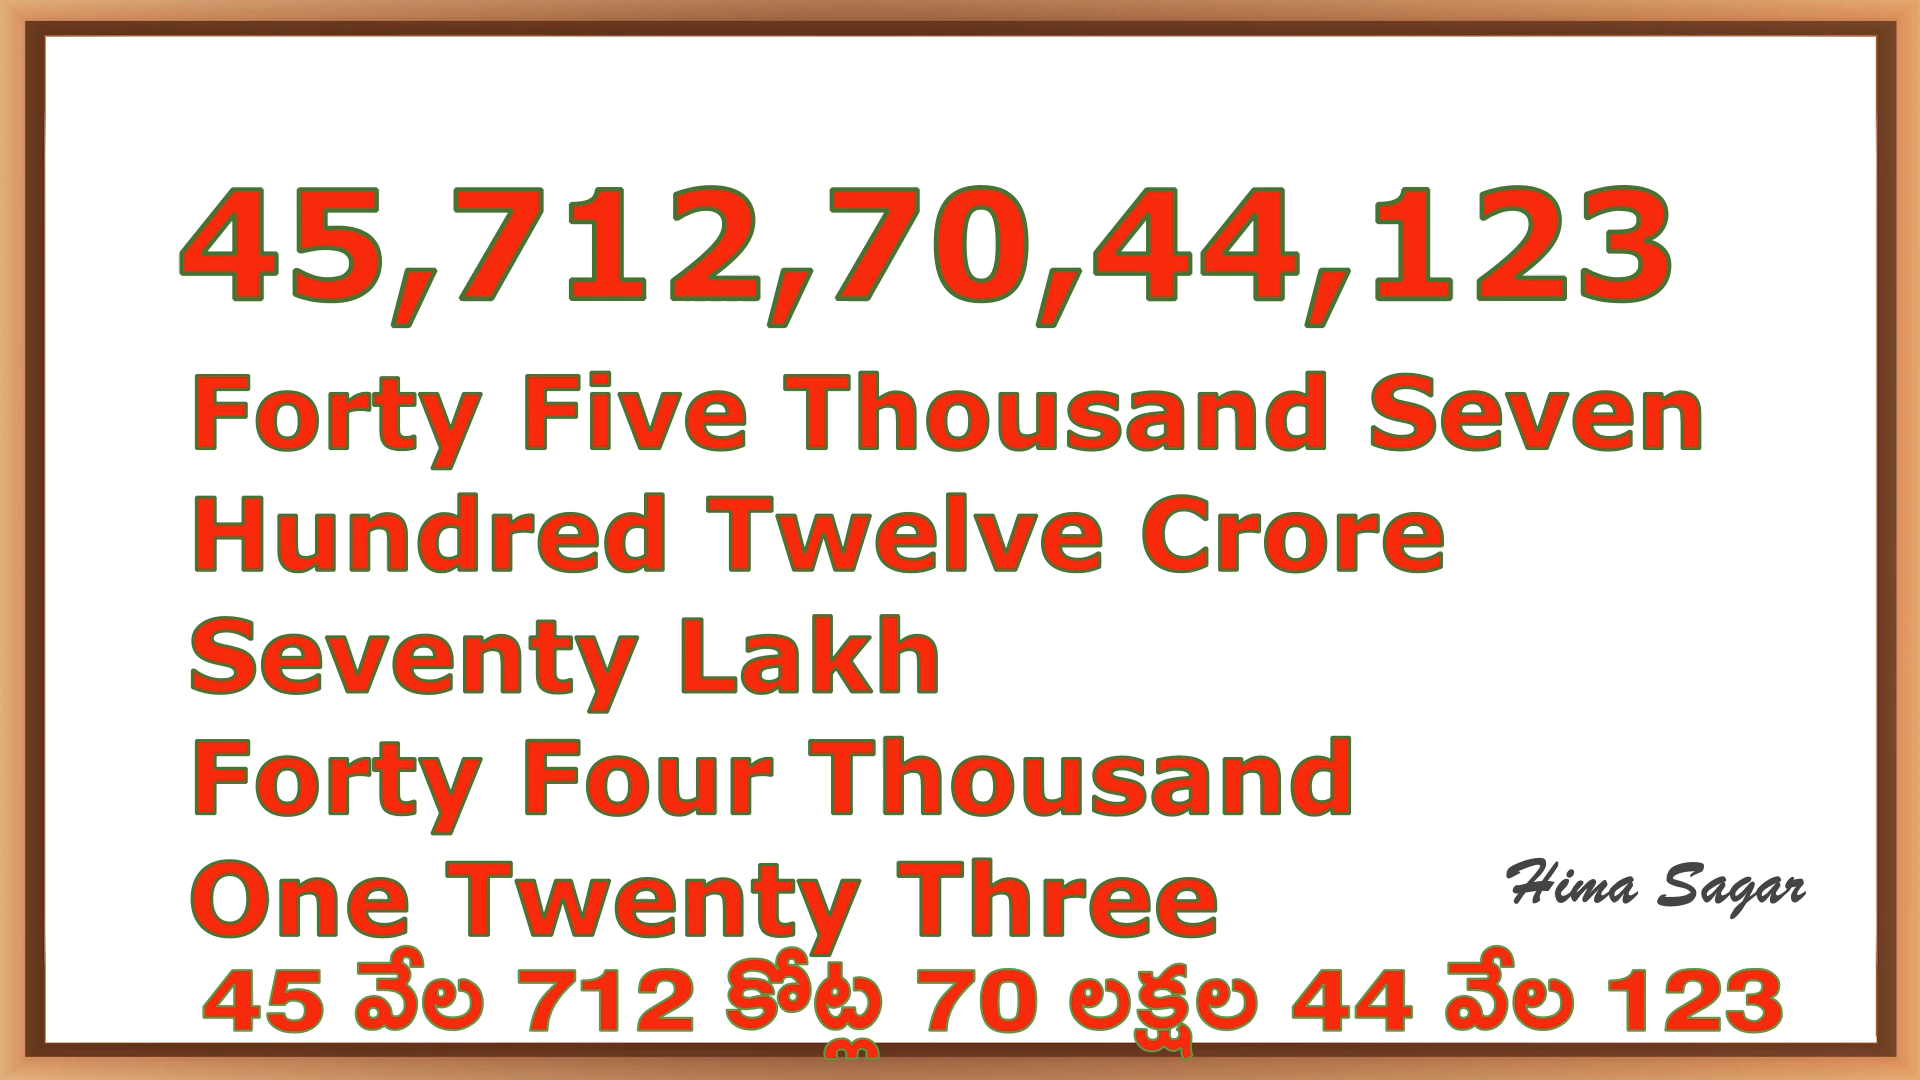 45,712,70,44,123
Forty Five Thousand Seven
Hundred Twelve Crore
Seventy Lakh
Forty Four Thousand
One Twenty Three
Hima Sagar
45 వేల 712 కోట్ల 70 లక్షల 44 వేల 123